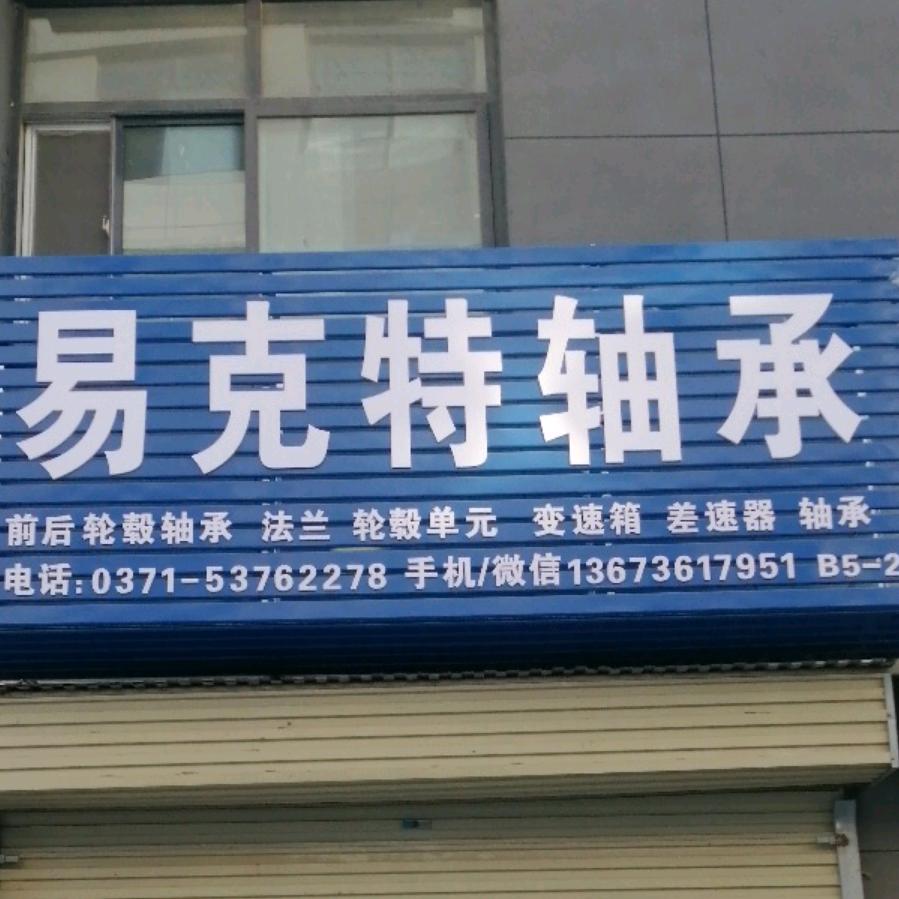 易克特轴承
前后轮毂轴承 法兰 轮毂单元 变速箱 差速器 轴承
电话:0371-53762278 手机/微信13673617951 B5-2